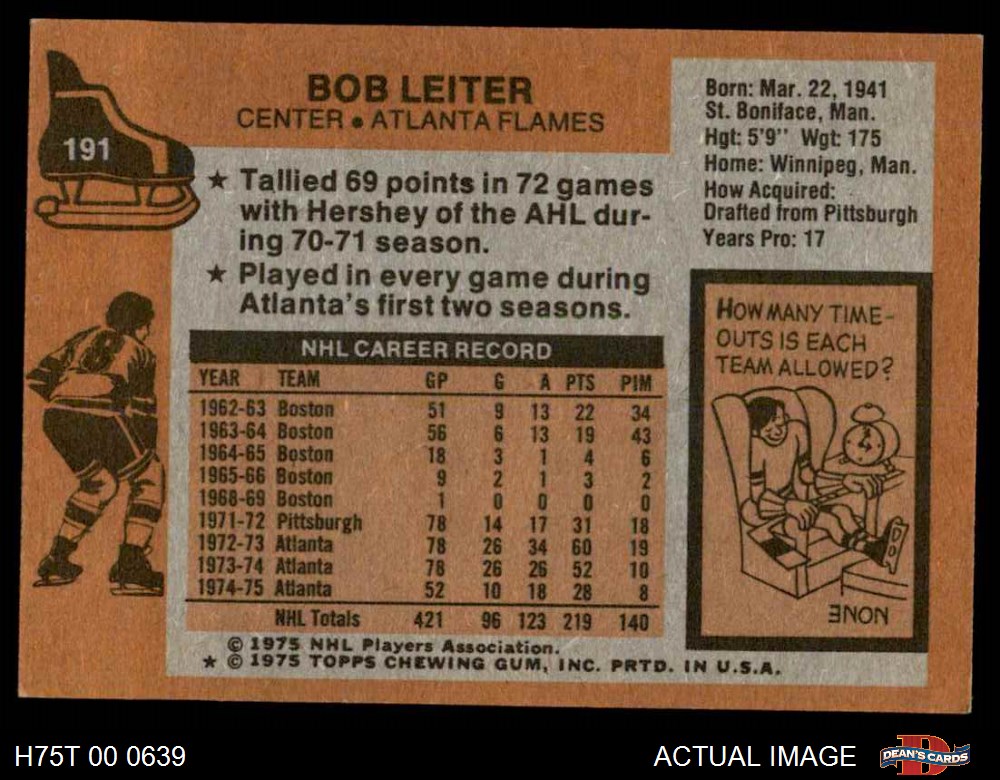 191
BOB LEITER
CENTER • ATLANTA FLAMES
Born: Mar. 22, 1941
St. Boniface, Man.
Hgt: 5'9" Wgt: 175
Home: Winnipeg, Man.
How Acquired:
Drafted from Pittsburgh
Years Pro: 17
★ Tallied 69 points in 72 games
with Hershey of the AHL dur-
ing 70-71 season.
★ Played in every game during
Atlanta's first two seasons.
NHL CAREER RECORD
YEAR TEAM GP G A PTS PIM
1962-63 Boston 51 9 13 22 34
1963-64 Boston 56 6 13 19 43
1964-65 Boston 18 3 1 4 6
1965-66 Boston 9 2 1 3 2
1968-69 Boston 1 0 0 0 0
1971-72 Pittsburgh 78 14 17 31 18
1972-73 Atlanta 78 26 34 60 19
1973-74 Atlanta 78 26 26 52 10
1974-75 Atlanta 52 10 18 28 8
NHL Totals 421 96 123 219 140
© 1975 NHL Players Association.
★ © 1975 TOPPS CHEWING GUM, INC. PRTD. IN U.S.A.
8
HOW MANY TIME-
OUTS IS EACH
TEAM ALLOWED?
NONE
H75T 00 0639
ACTUAL IMAGE
DEAN'S CARDS